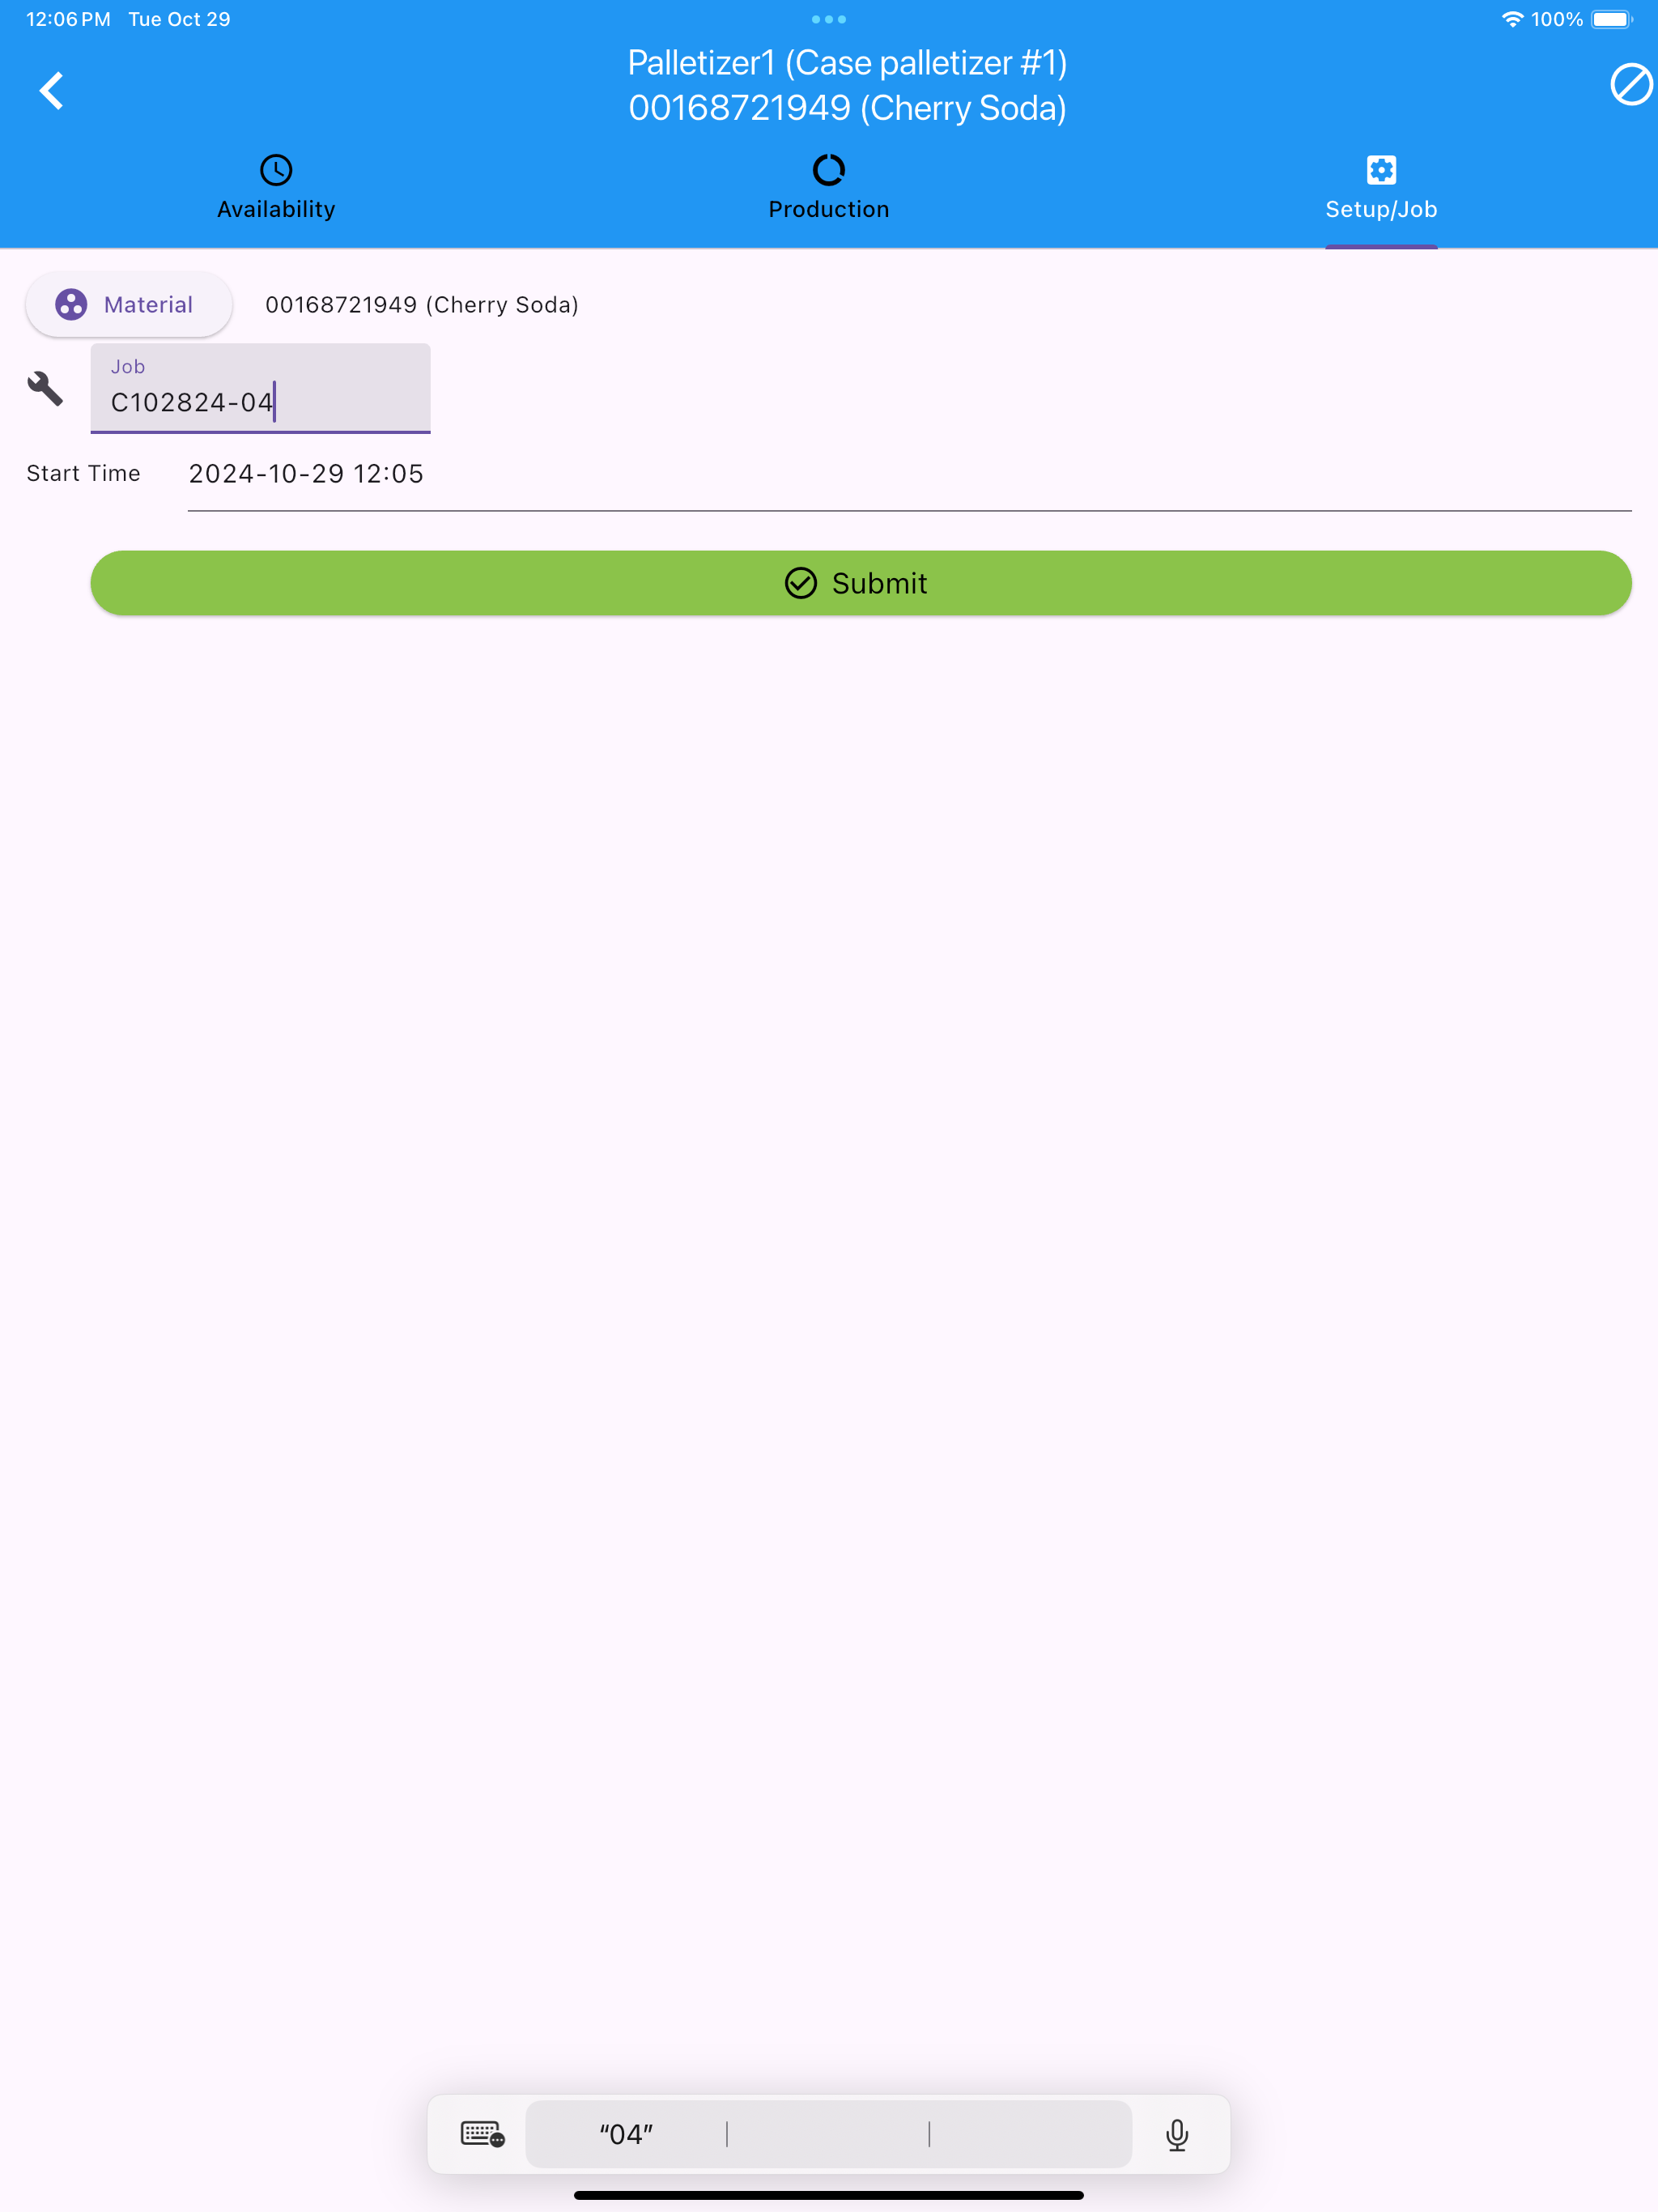 12:06 PM Tue Oct 29
100%
Palletizer1 (Case palletizer #1)
00168721949 (Cherry Soda)
Availability
Production
Setup/Job
Material
00168721949 (Cherry Soda)
Job
C102824-04
Start Time
2024-10-29 12:05
Submit
“04”